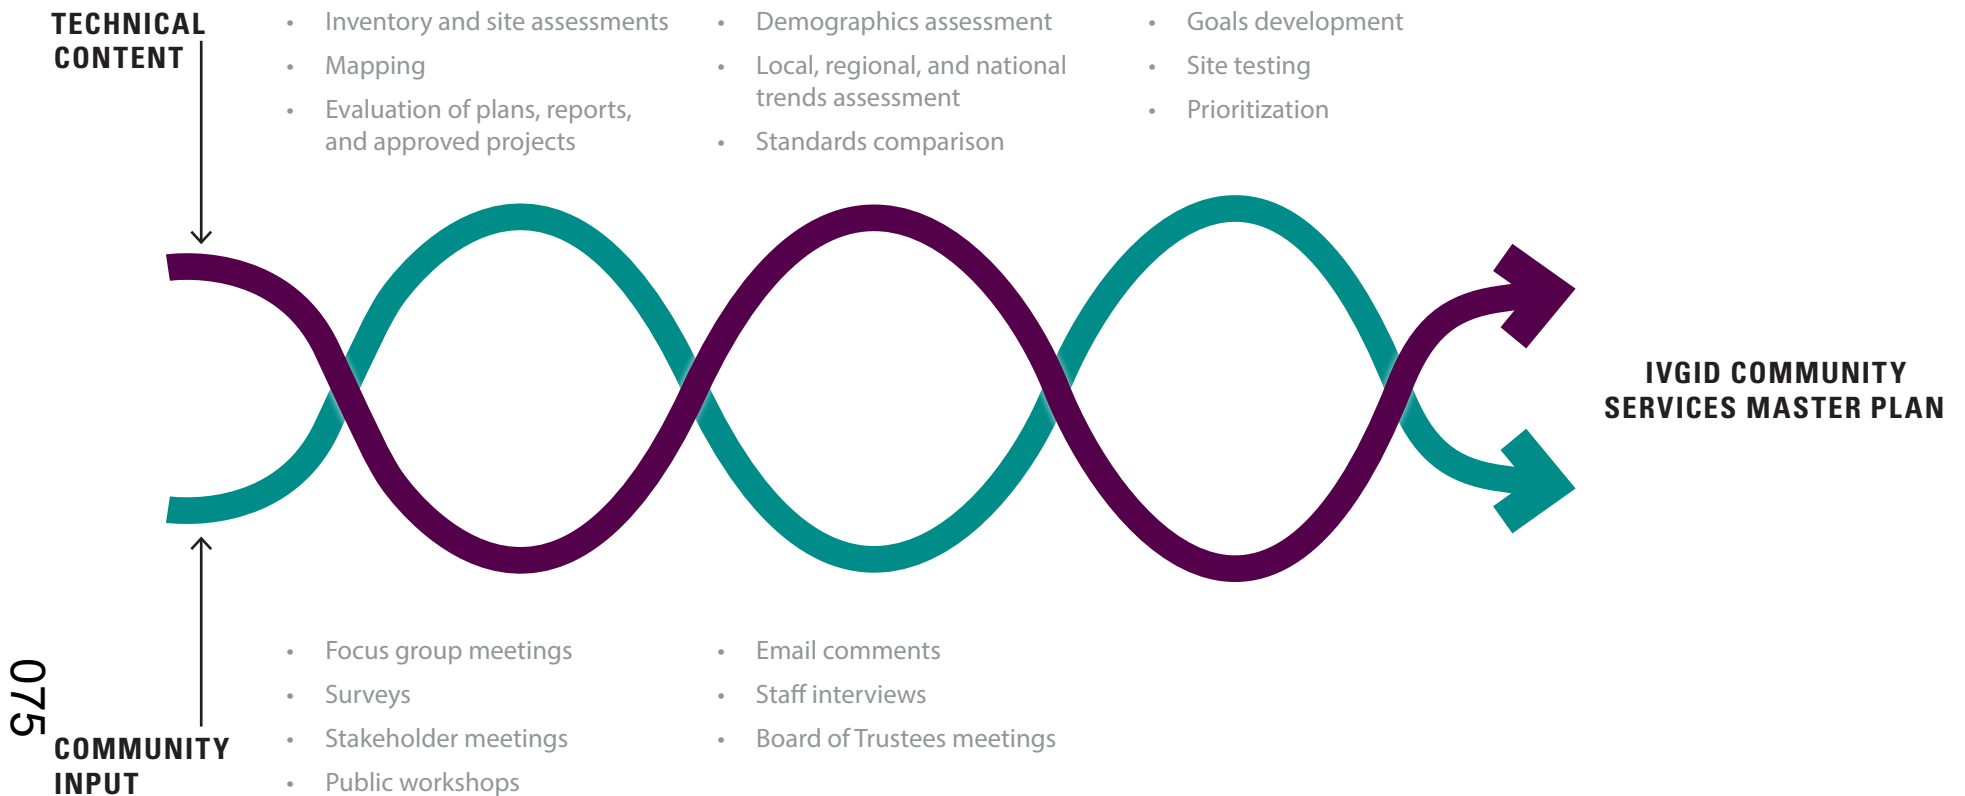 TECHNICAL
CONTENT
• Inventory and site assessments
• Mapping
• Evaluation of plans, reports,
and approved projects
• Demographics assessment
• Local, regional, and national
trends assessment
• Standards comparison
• Goals development
• Site testing
• Prioritization
IVGID COMMUNITY
SERVICES MASTER PLAN
075
COMMUNITY
INPUT
• Focus group meetings
• Surveys
• Stakeholder meetings
• Public workshops
• Email comments
• Staff interviews
• Board of Trustees meetings